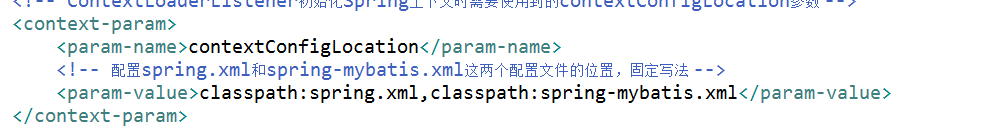 <!-- ContextLoaderListener初始化Spring上下文时需要使用到的contextConfigLocation参数 -->
<context-param>
<param-name>contextConfigLocation</param-name>
<!-- 配置spring.xml和spring-mybatis.xml这两个配置文件的位置，固定写法 -->
<param-value>classpath:spring.xml,classpath:spring-mybatis.xml</param-value>
</context-param>